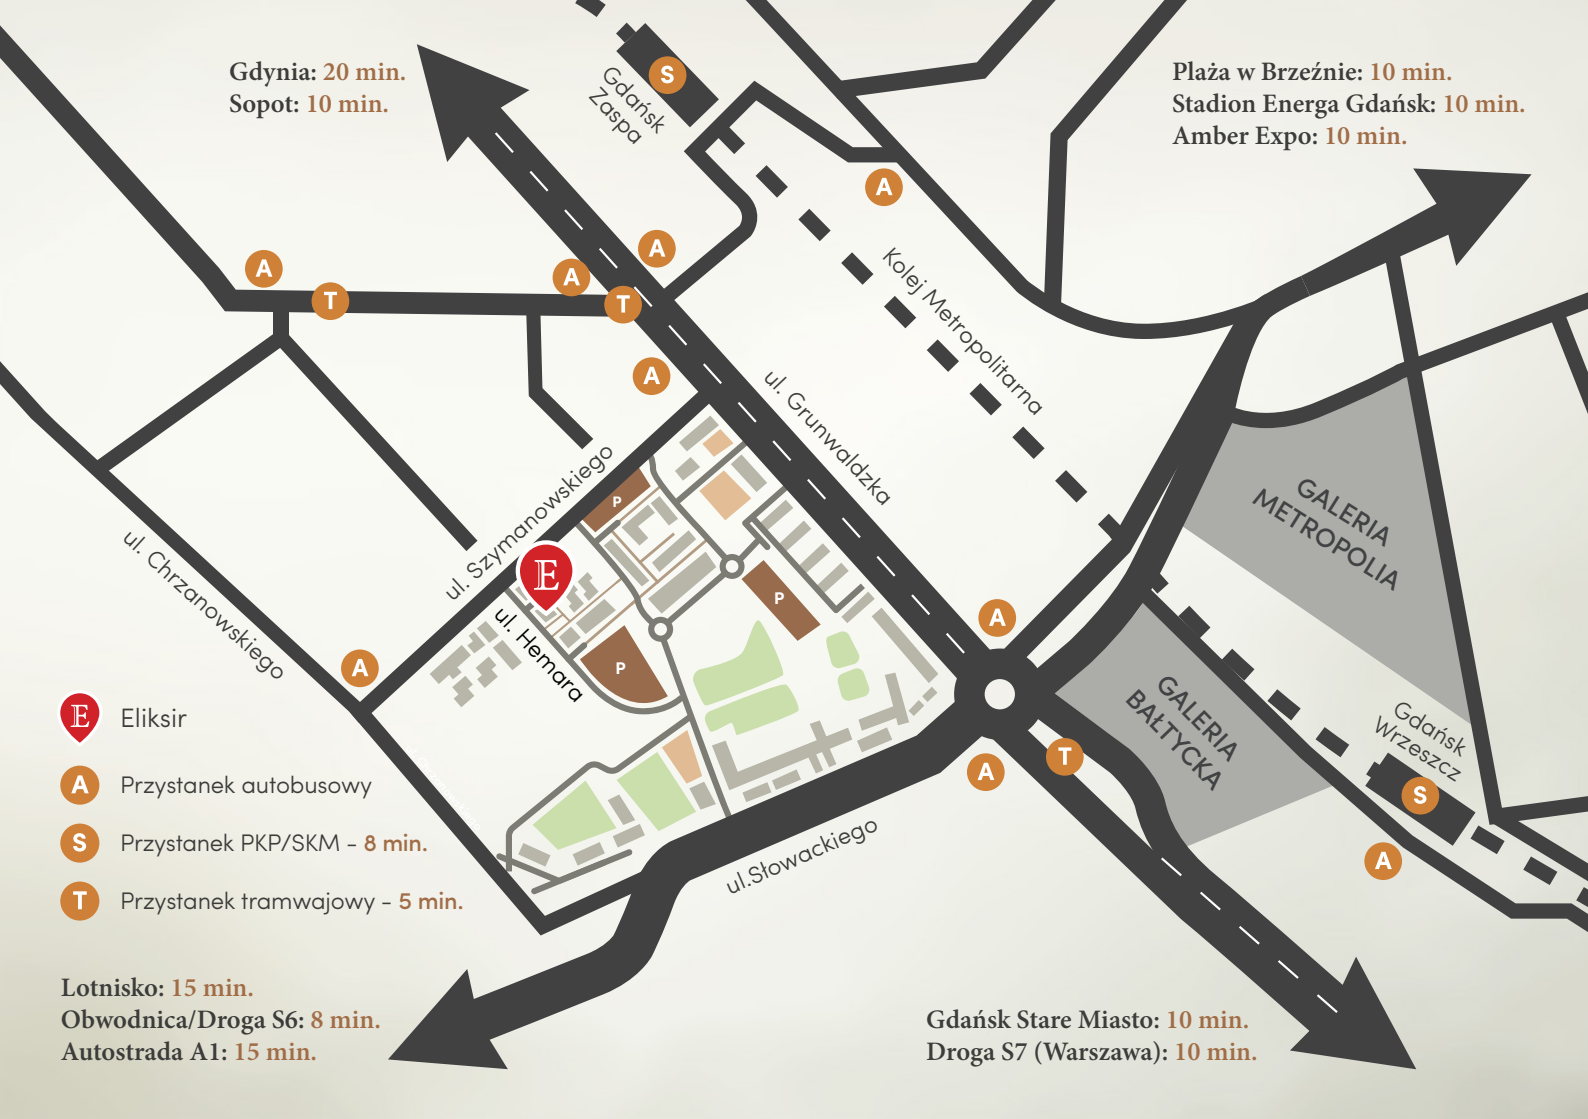 Gdynia: 20 min.
Sopot: 10 min.
S
Gdańsk
Zaspa
Plaża w Brzeźnie: 10 min.
Stadion Energa Gdańsk: 10 min.
Amber Expo: 10 min.
A
A
A
A
T
T
A
Kolej Metropolitarna
ul. Grunwaldzka
ul. Szymanowskiego
ul. Chrzanowskiego
P
E
ul. Hemara
P
P
GALERIA
METROPOLIA
A
A
GALERIA
BAŁTYCKA
Gdańsk
Wrzeszcz
S
A
T
A
ul.Słowackiego
E
Eliksir
A
Przystanek autobusowy
S
Przystanek PKP/SKM - 8 min.
T
Przystanek tramwajowy - 5 min.
Lotnisko: 15 min.
Obwodnica/Droga S6: 8 min.
Autostrada A1: 15 min.
Gdańsk Stare Miasto: 10 min.
Droga S7 (Warszawa): 10 min.